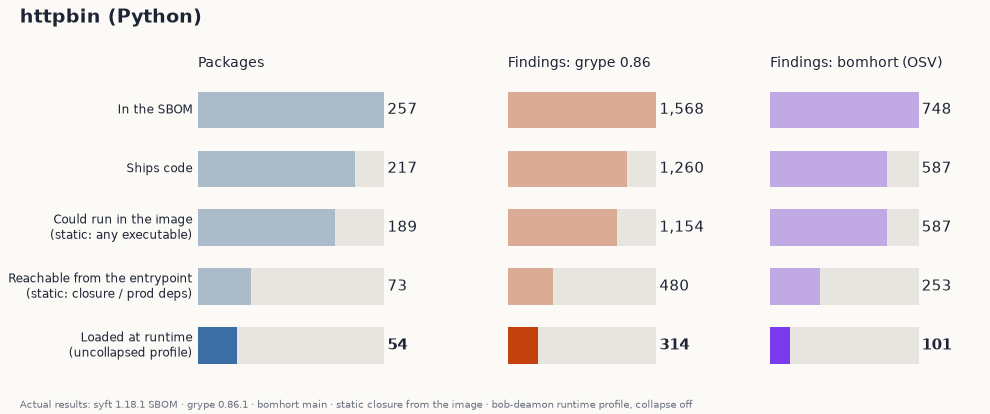 httpbin (Python)
Packages
Findings: grype 0.86
Findings: bomhort (OSV)
In the SBOM
257
1,568
748
Ships code
217
1,260
587
Could run in the image
(static: any executable)
189
1,154
587
Reachable from the entrypoint
(static: closure / prod deps)
73
480
253
Loaded at runtime
(uncollapsed profile)
54
314
101
Actual results: syft 1.18.1 SBOM · grype 0.86.1 · bomhort main · static closure from the image · bob-deamon runtime profile, collapse off